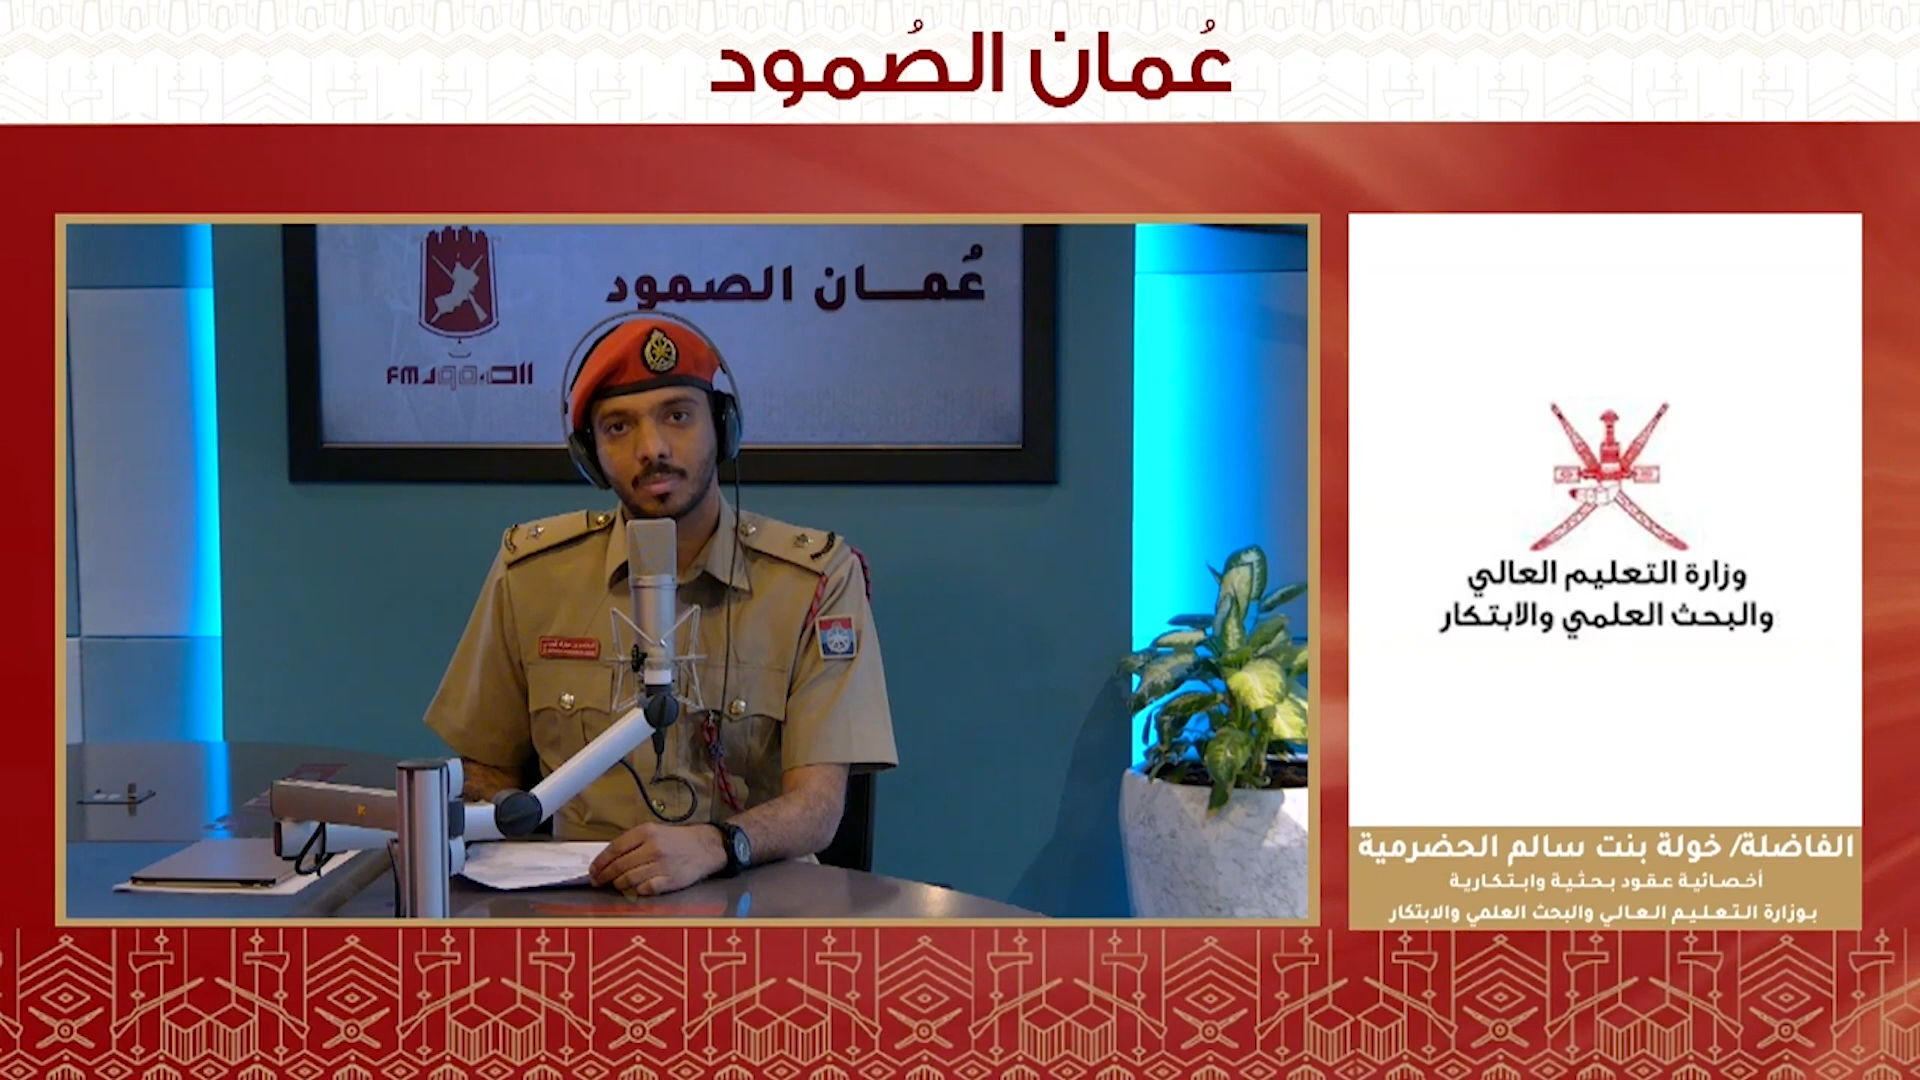 عُمان الصُمود
عُمـــان الصمود
الصمود FM
وزارة التعليم العالي
والبحث العلمي والابتكار
الفاضلة/ خولة بنت سالم الحضرمية
أخصائية عقود بحثية وابتكارية
بوزارة التعليم العالي والبحث العلمي والابتكار